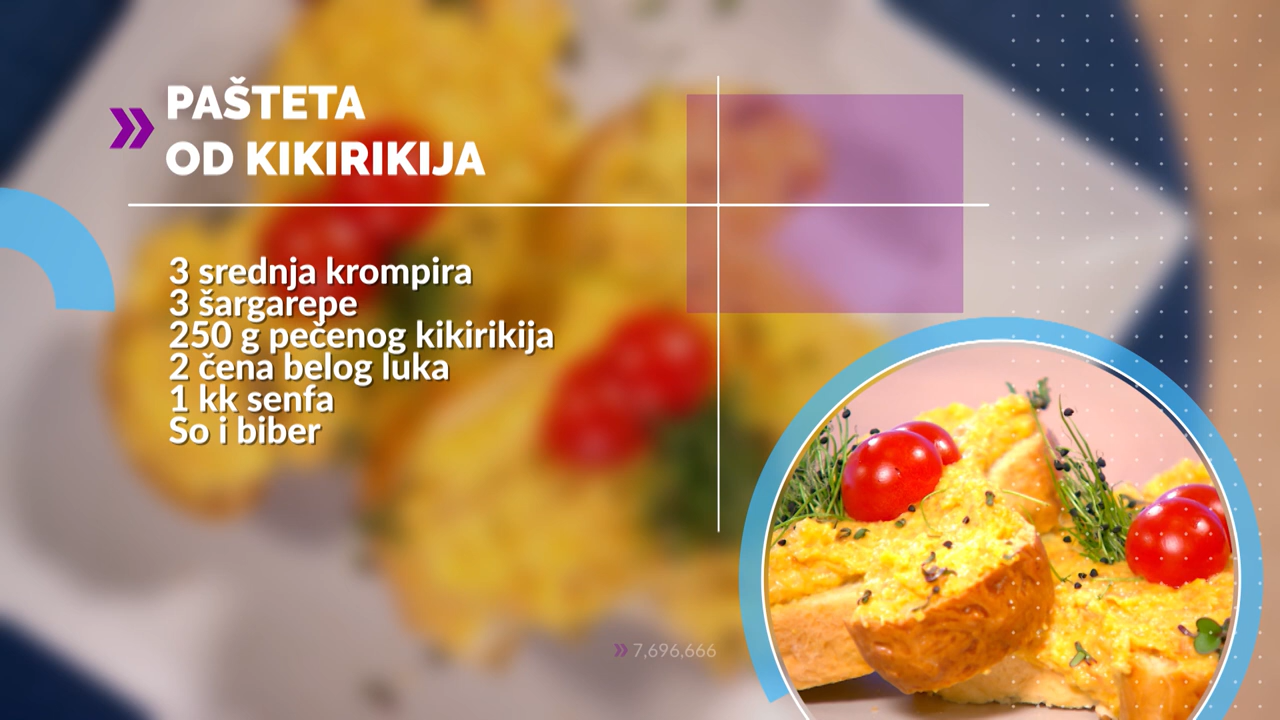 PAŠTETA
OD KIKIRIKIJA
3 srednja krompira
3 šargarepe
250 g pečenog kikirikija
2 čena belog luka
1 kk senfa
So i biber
7,696,666